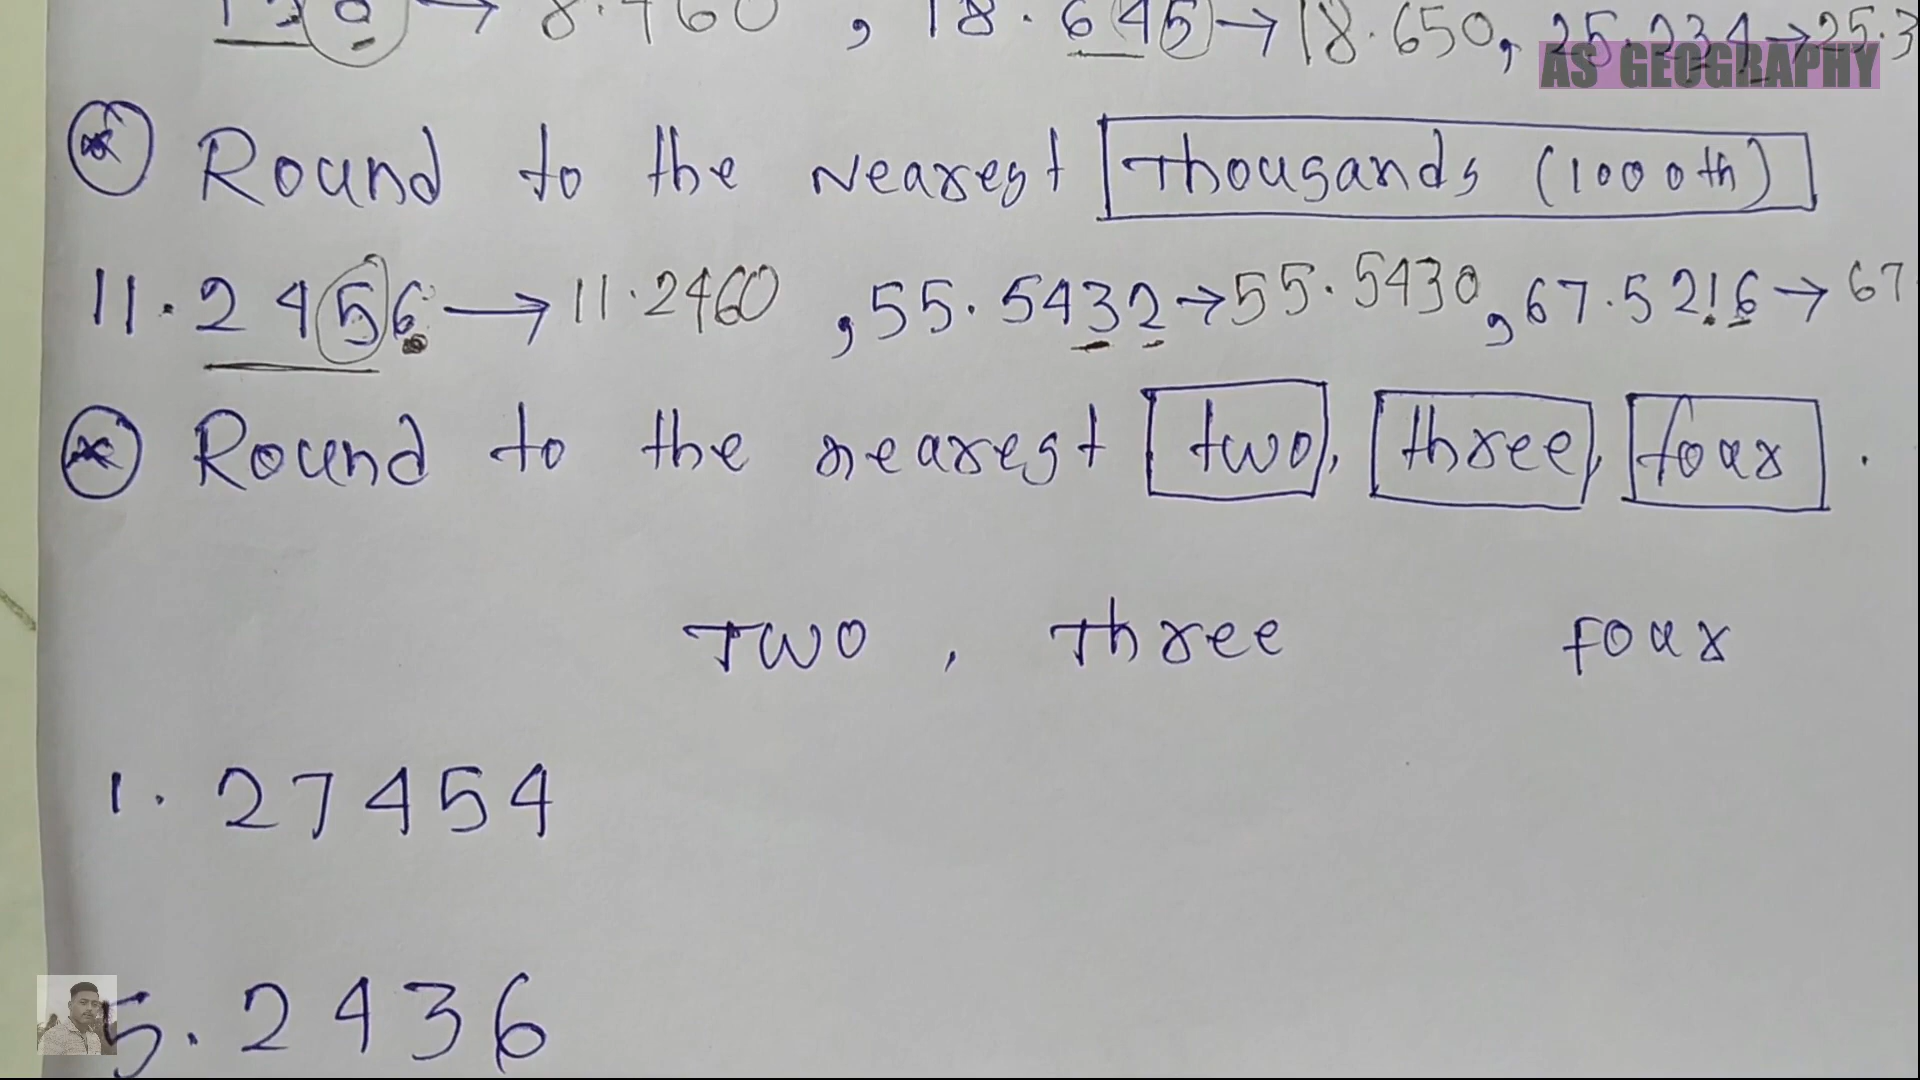 → 8.460 , 18.645 → 18.650, 25.234 → 25.3
AS GEOGRAPHY
Round to the Nearest Thousands (1000th)
11.2456 → 11.2460 , 55.5432 → 55.5430, 67.5216 → 67
Round to the nearest two, three, four.
Two , Three four
1.27454
5.2436